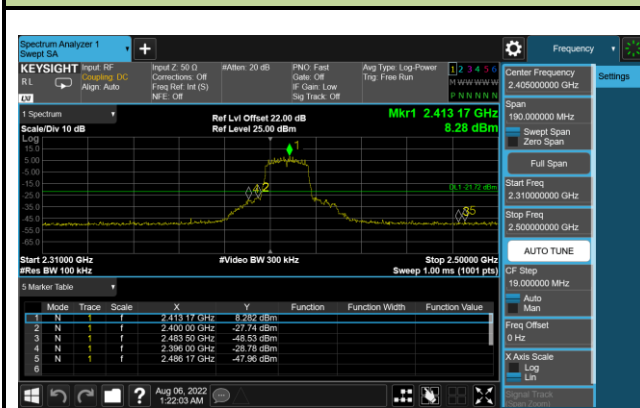 Spectrum Analyzer 1
Swept SA
Frequency
KEYSIGHT
RL
LXI
Input: RF
Coupling: DC
Align: Auto
Input Z: 50 Ω
Corrections: Off
Freq Ref: Int (S)
NFE: Off
#Atten: 20 dB
PNO: Fast
Gate: Off
IF Gain: Low
Sig Track: Off
Avg Type: Log-Power
Trig: Free Run
1 2 3 4 5 6
M W W W W W
P N N N N N
1 Spectrum
Scale/Div 10 dB
Ref Lvl Offset 22.00 dB
Ref Level 25.00 dBm
Mkr1 2.413 17 GHz
8.28 dBm
Log
15.0
5.00
-5.00
-15.0
-25.0
-35.0
-45.0
-55.0
-65.0
1
DL1 -21.72 dBm
4 2
5
Start 2.31000 GHz
#Res BW 100 kHz
#Video BW 300 kHz
Stop 2.50000 GHz
Sweep 1.00 ms (1001 pts)
5 Marker Table
Mode Trace Scale X Y Function Function Width Function Value
1 N 1 f 2.413 17 GHz 8.282 dBm
2 N 1 f 2.400 00 GHz -27.74 dBm
3 N 1 f 2.483 50 GHz -48.53 dBm
4 N 1 f 2.396 00 GHz -28.78 dBm
5 N 1 f 2.486 17 GHz -47.96 dBm
6
Aug 06, 2022
1:22:03 AM
Center Frequency
2.405000000 GHz
Settings
Span
190.000000 MHz
Swept Span
Zero Span
Full Span
Start Freq
2.310000000 GHz
Stop Freq
2.500000000 GHz
AUTO TUNE
CF Step
19.000000 MHz
Auto
Man
Freq Offset
0 Hz
X Axis Scale
Log
Lin
Signal Track
(Span Zoom)